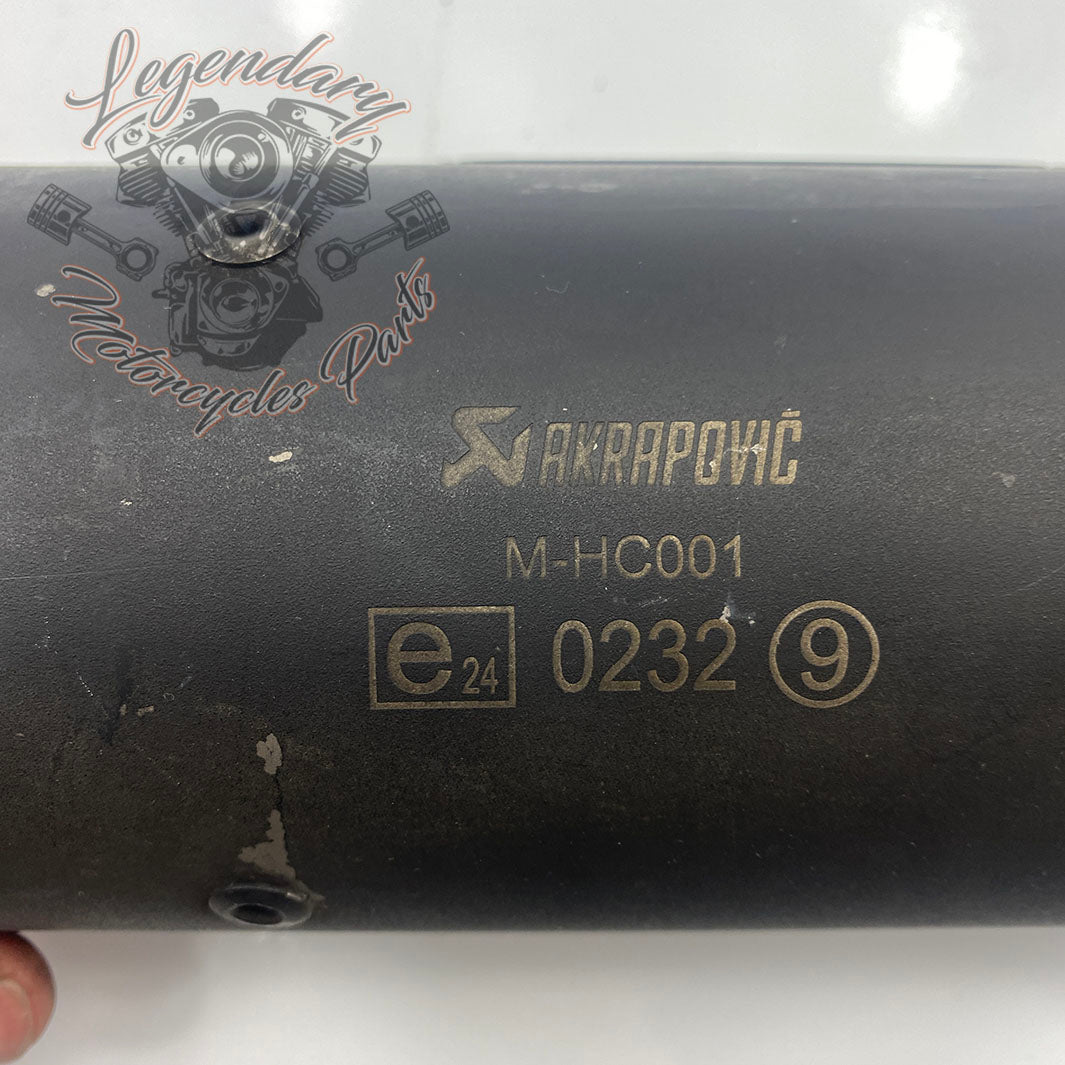 Legendary
Motorcycles Parts
AKRAPOVIČ
M-HC001
e24 0232 9